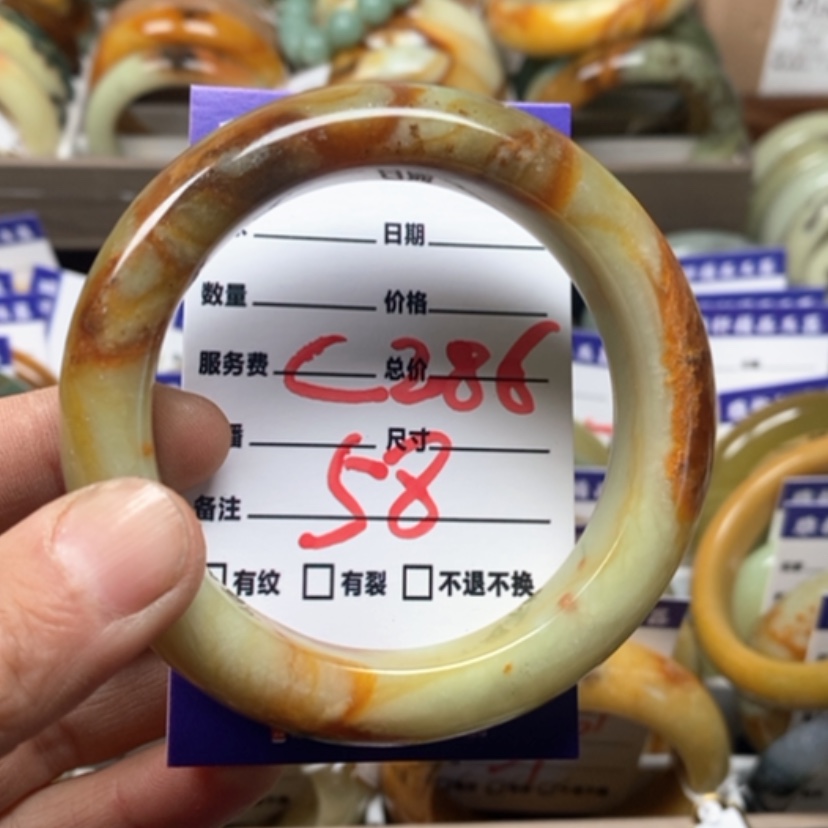 日期
数量 价格
服务费 总价
C286
播 尺寸
58
备注
有纹 有裂 不退不换